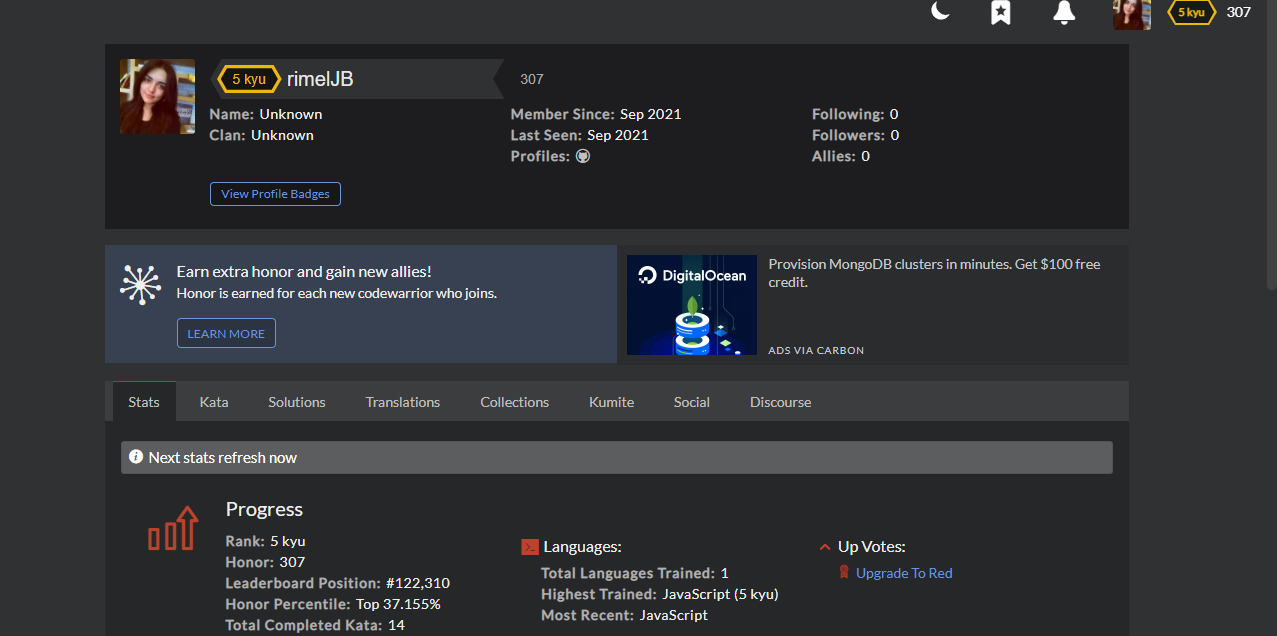 5 kyu 307
5 kyu rimelJB 307
Name: Unknown
Clan: Unknown
Member Since: Sep 2021
Last Seen: Sep 2021
Profiles:
Following: 0
Followers: 0
Allies: 0
View Profile Badges
Earn extra honor and gain new allies!
Honor is earned for each new codewarrior who joins.
LEARN MORE
DigitalOcean
Provision MongoDB clusters in minutes. Get $100 free
credit.
ADS VIA CARBON
Stats Kata Solutions Translations Collections Kumite Social Discourse
Next stats refresh now
Progress
Rank: 5 kyu
Honor: 307
Leaderboard Position: #122,310
Honor Percentile: Top 37.155%
Total Completed Kata: 14
Languages:
Total Languages Trained: 1
Highest Trained: JavaScript (5 kyu)
Most Recent: JavaScript
Up Votes:
Upgrade To Red